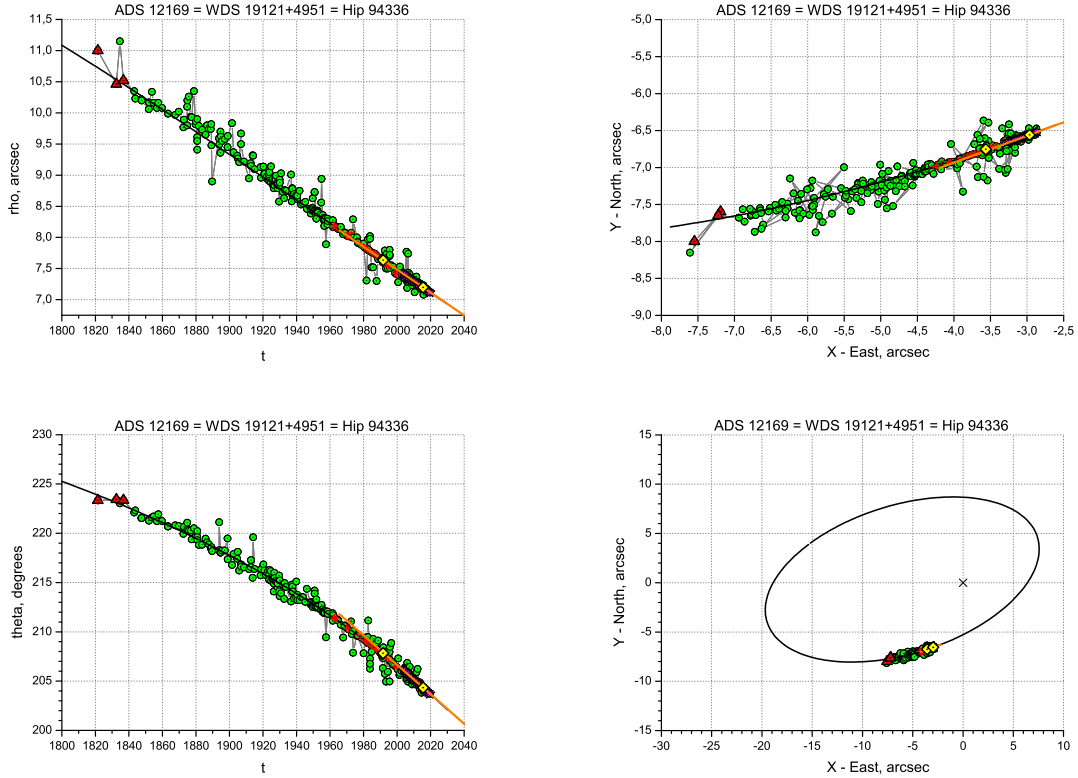 ADS 12169 = WDS 19121+4951 = Hip 94336
11,5
11,0
10,5
10,0
9,5
9,0
8,5
8,0
7,5
7,0
rho, arcsec
1800 1820 1840 1860 1880 1900 1920 1940 1960 1980 2000 2020 2040
t
ADS 12169 = WDS 19121+4951 = Hip 94336
-5,0
-5,5
-6,0
-6,5
-7,0
-7,5
-8,0
-8,5
-9,0
Y - North, arcsec
-8,0 -7,5 -7,0 -6,5 -6,0 -5,5 -5,0 -4,5 -4,0 -3,5 -3,0 -2,5
X - East, arcsec
ADS 12169 = WDS 19121+4951 = Hip 94336
230
225
220
215
210
205
200
theta, degrees
1800 1820 1840 1860 1880 1900 1920 1940 1960 1980 2000 2020 2040
t
ADS 12169 = WDS 19121+4951 = Hip 94336
15
10
5
0
-5
-10
-15
Y - North, arcsec
-30 -25 -20 -15 -10 -5 0 5 10
X - East, arcsec